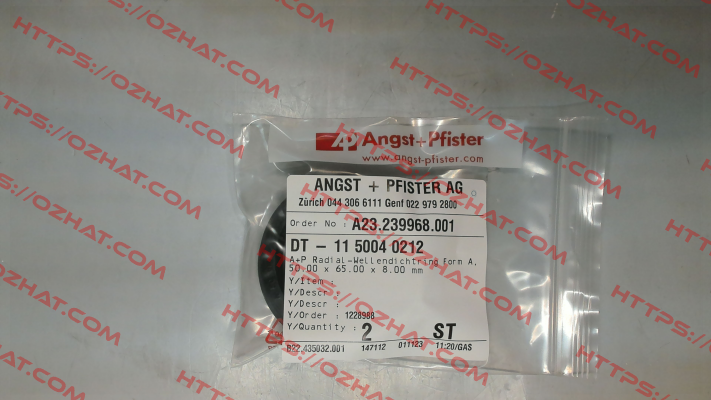 AP Angst+Pfister
www.angst-pfister.com
ANGST + PFISTER AG
Zürich 044 306 6111 Genf 022 979 2800
Order No : A23.239968.001
DT - 11 5004 0212
A+P Radial-Wellendichtring Form A,
50.00 x 65.00 x 8.00 mm
Y/Item :
Y/Descr :
Y/Descr :
Y/Order : 1228988
Y/Quantity : 2 ST
B22.435032.001 147112 011123 11:20/GAS
HTTPS://OZHAT.COM